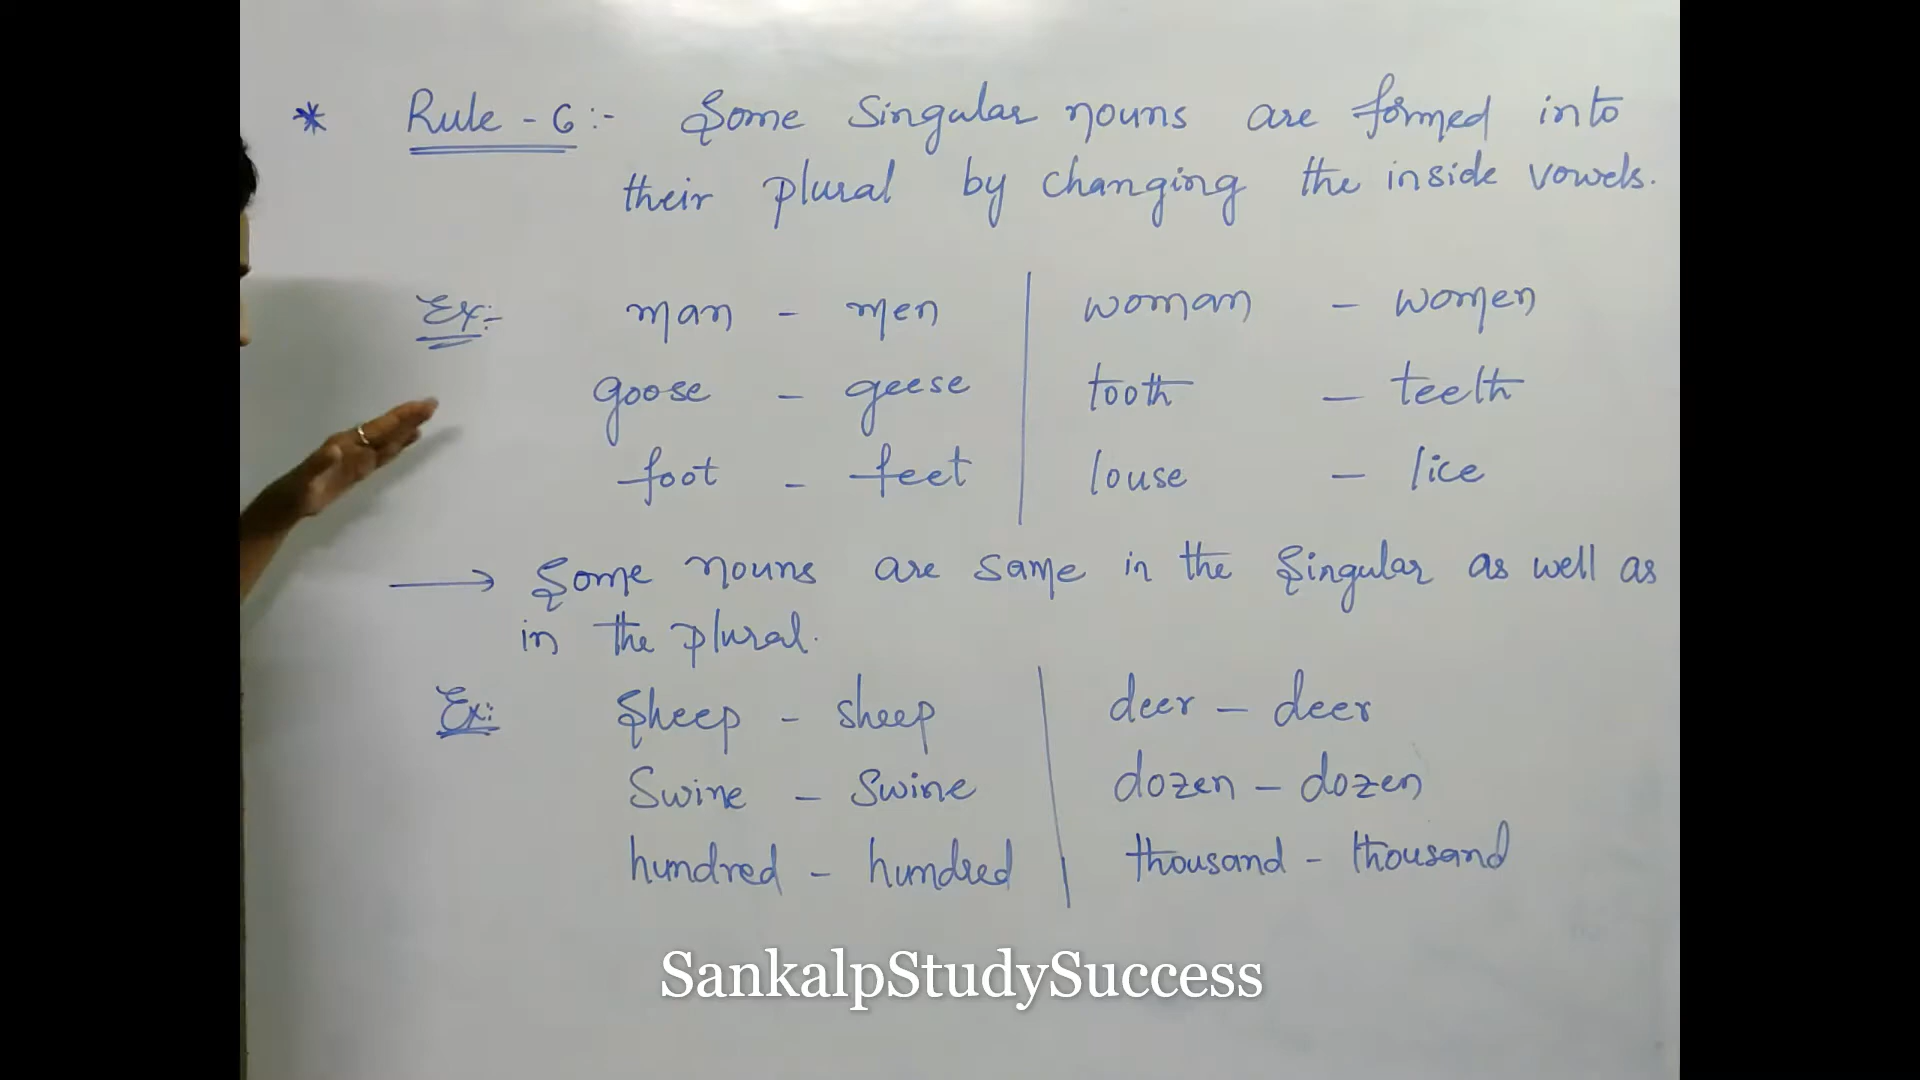 * Rule - 6 :- Some Singular nouns are formed into
their plural by changing the inside vowels.
Ex:- man - men | woman - women
goose - geese | tooth - teeth
foot - feet | louse - lice
→ Some nouns are same in the Singular as well as
in the plural.
Ex: Sheep - sheep | deer - deer
Swine - Swine | dozen - dozen
hundred - hundred | thousand - thousand
SankalpStudySuccess